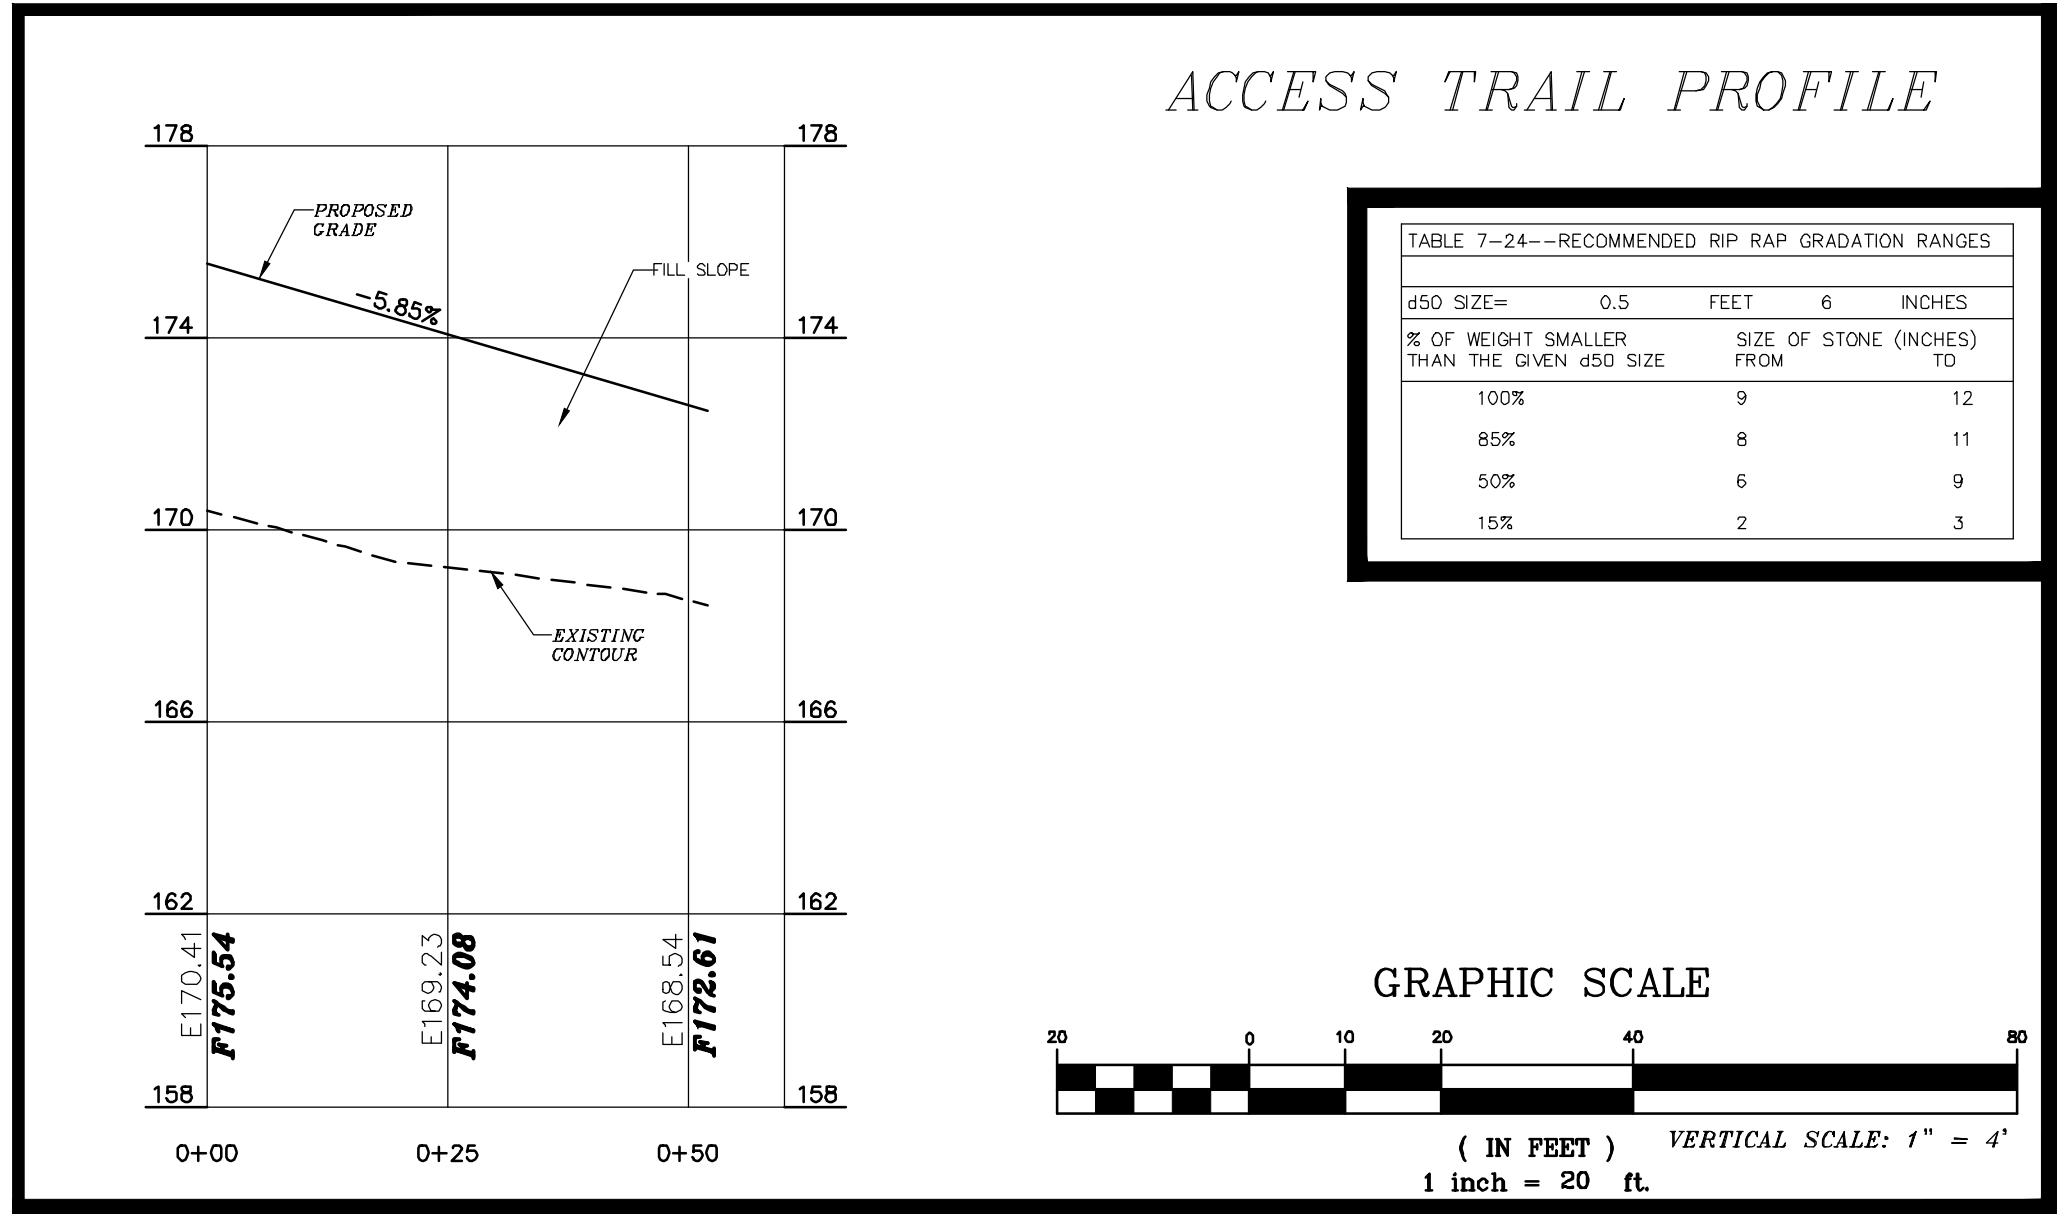 ACCESS TRAIL PROFILE
178 178
PROPOSED
GRADE
FILL SLOPE
-5.85%
174 174
170 170
EXISTING
CONTOUR
166 166
162 162
E170.41
F175.54
E169.23
F174.08
E168.54
F172.61
158 158
0+00 0+25 0+50
TABLE 7-24--RECOMMENDED RIP RAP GRADATION RANGES
d50 SIZE= 0.5 FEET 6 INCHES
% OF WEIGHT SMALLER SIZE OF STONE (INCHES)
THAN THE GIVEN d50 SIZE FROM TO
100% 9 12
85% 8 11
50% 6 9
15% 2 3
GRAPHIC SCALE
20 0 10 20 40 80
( IN FEET )
VERTICAL SCALE: 1" = 4'
1 inch = 20 ft.